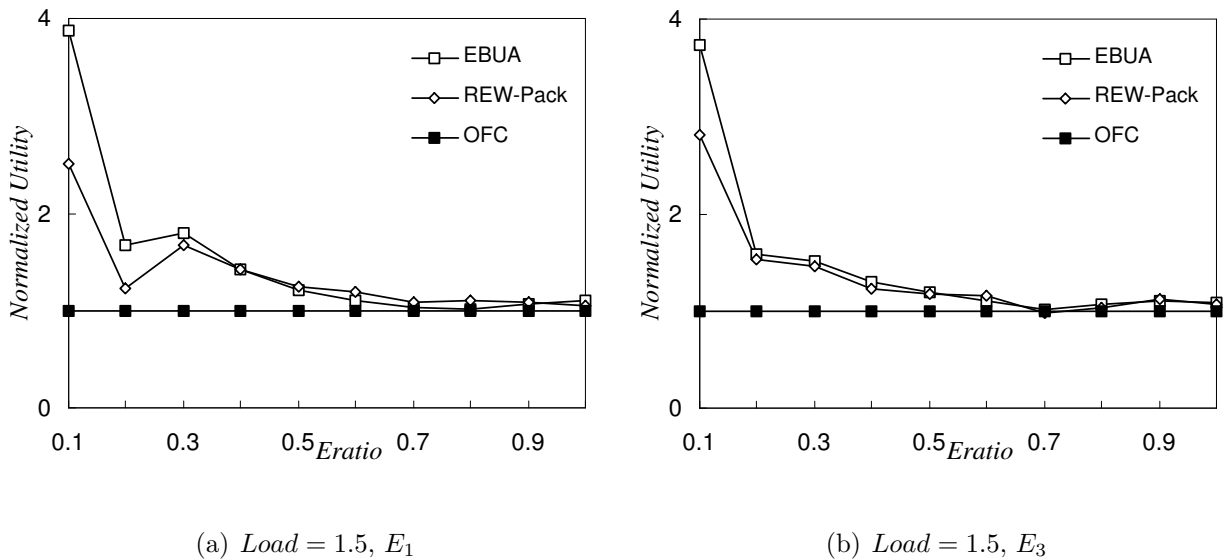 4
EBUA
REW-Pack
OFC
Normalized Utility
2
0
0.1 0.3 0.5 0.7 0.9
Eratio
(a) Load = 1.5, E1
4
EBUA
REW-Pack
OFC
Normalized Utility
2
0
0.1 0.3 0.5 0.7 0.9
Eratio
(b) Load = 1.5, E3